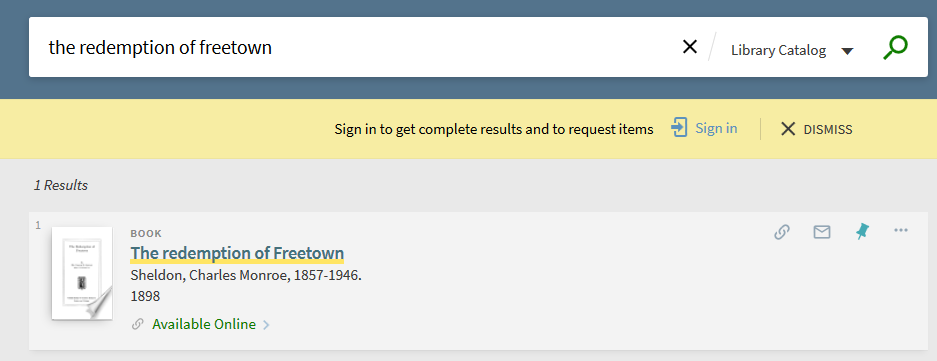 the redemption of freetown
Library Catalog
Sign in to get complete results and to request items Sign in DISMISS
1 Results
1
BOOK
The redemption of Freetown
Sheldon, Charles Monroe, 1857-1946.
1898
Available Online